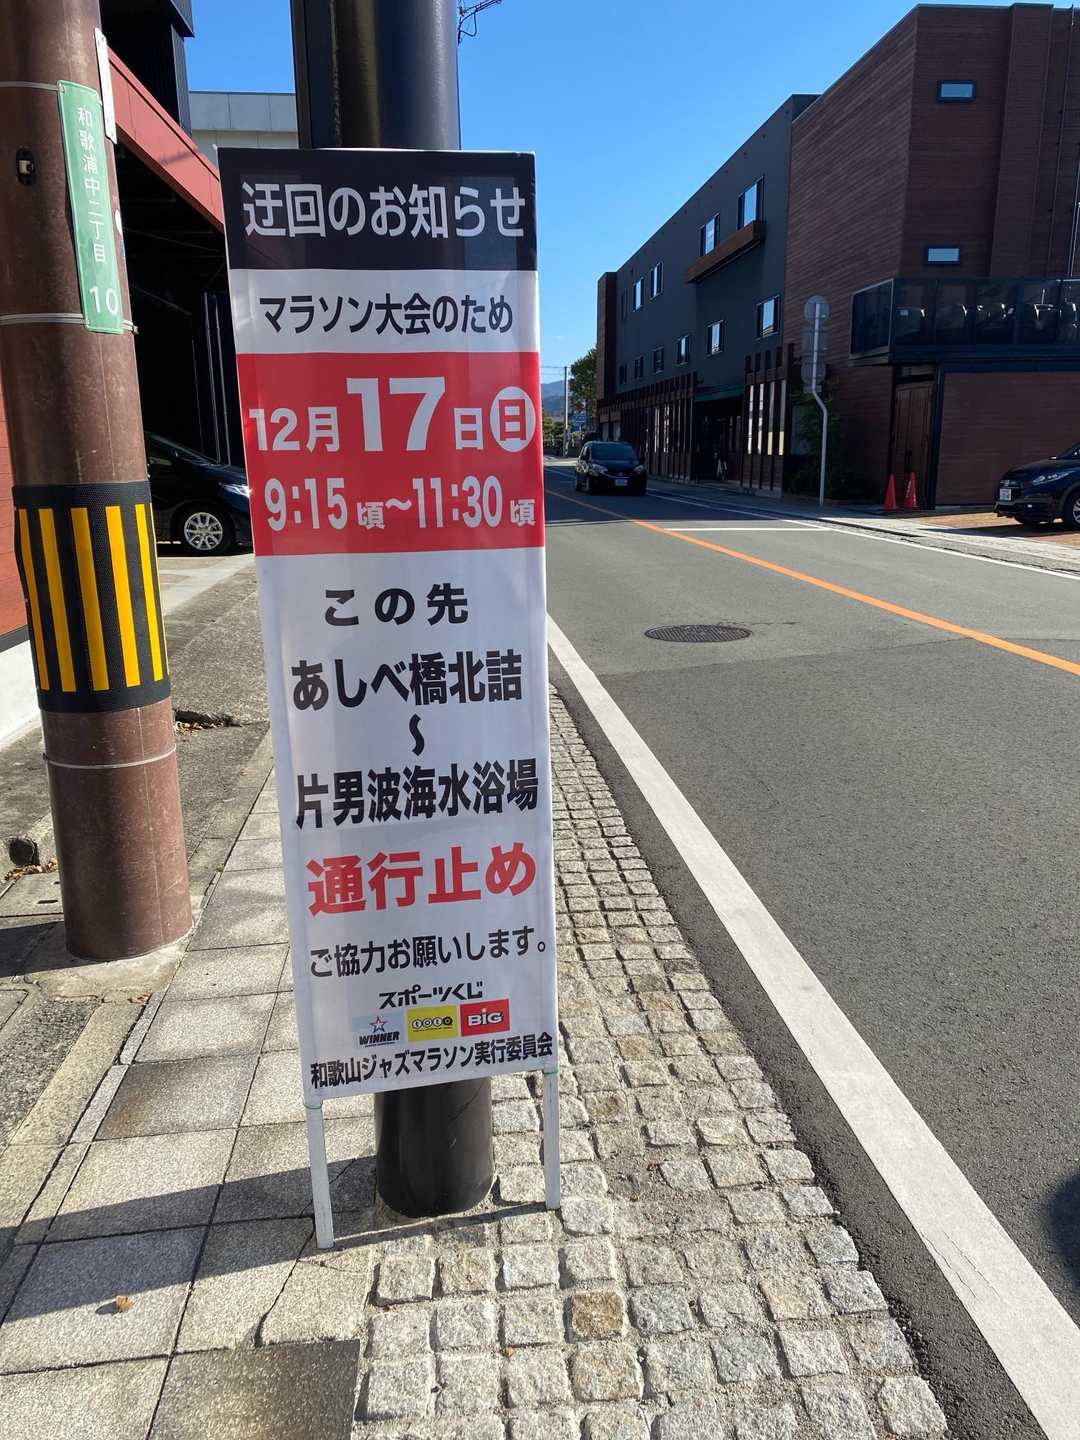 和歌浦中二丁目 10
迂回のお知らせ
マラソン大会のため
12月17日㊐
9:15頃~11:30頃
この先
あしべ橋北詰
~
片男波海水浴場
通行止め
ご協力お願いします。
スポーツくじ
WINNER toto BIG
和歌山ジャズマラソン実行委員会